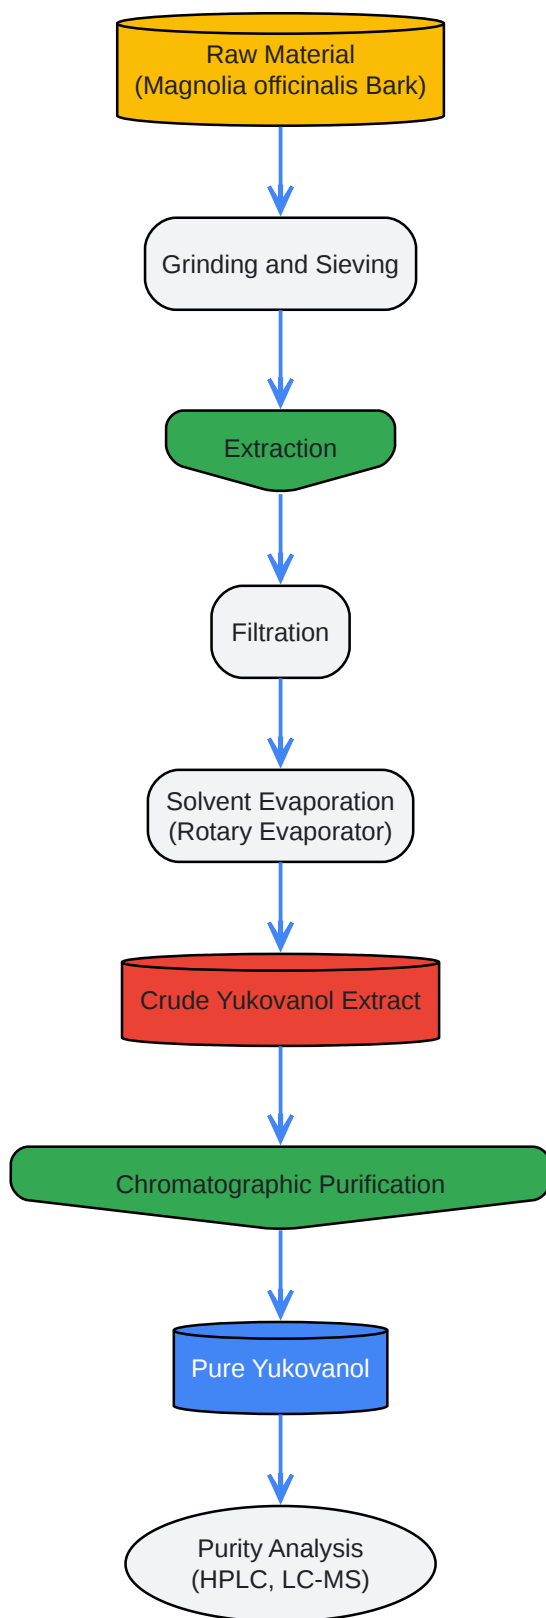 Raw Material
(Magnolia officinalis Bark)
Grinding and Sieving
Extraction
Filtration
Solvent Evaporation
(Rotary Evaporator)
Crude Yukovanol Extract
Chromatographic Purification
Pure Yukovanol
Purity Analysis
(HPLC, LC-MS)